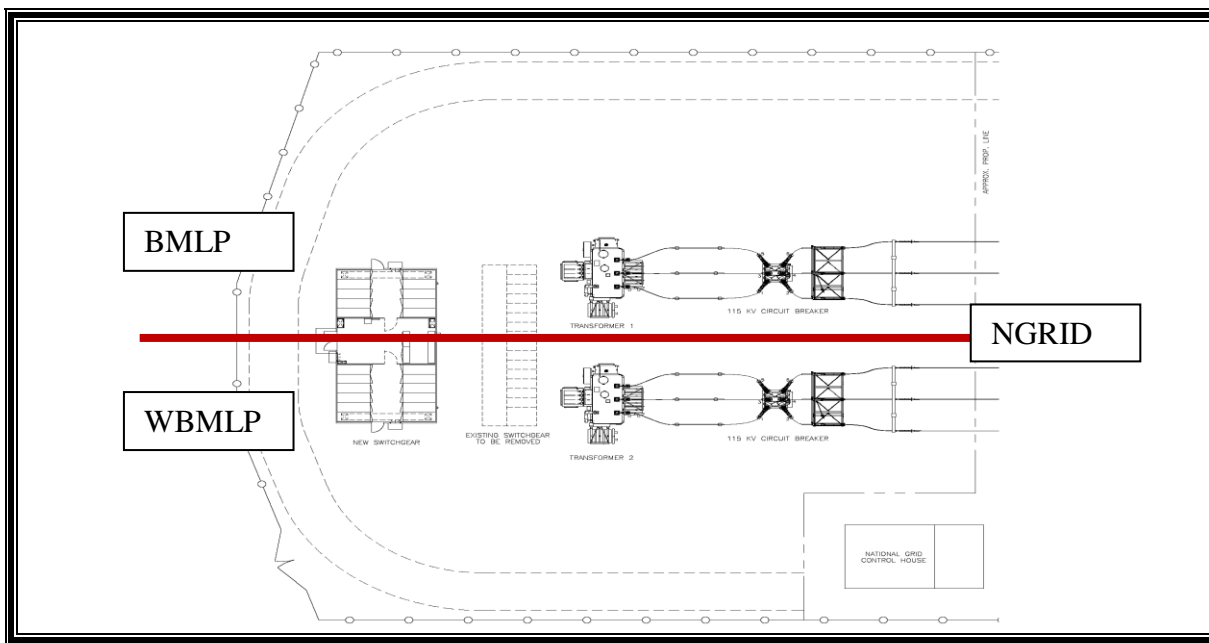 APPROX. PROP. LINE
BMLP
TRANSFORMER 1
115 KV CIRCUIT BREAKER
NGRID
WBMLP
NEW SWITCHGEAR
EXISTING SWITCHGEAR
TO BE REMOVED
115 KV CIRCUIT BREAKER
TRANSFORMER 2
NATIONAL GRID
CONTROL HOUSE